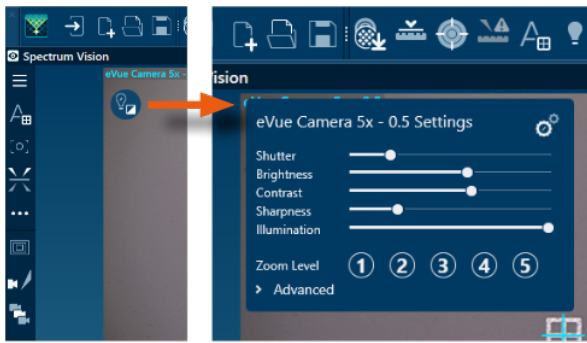 Spectrum Vision
eVue Camera 5x -
A
ision
eVue Camera 5x - 0.5 Settings
Shutter
Brightness
Contrast
Sharpness
Illumination
Zoom Level 1 2 3 4 5
> Advanced